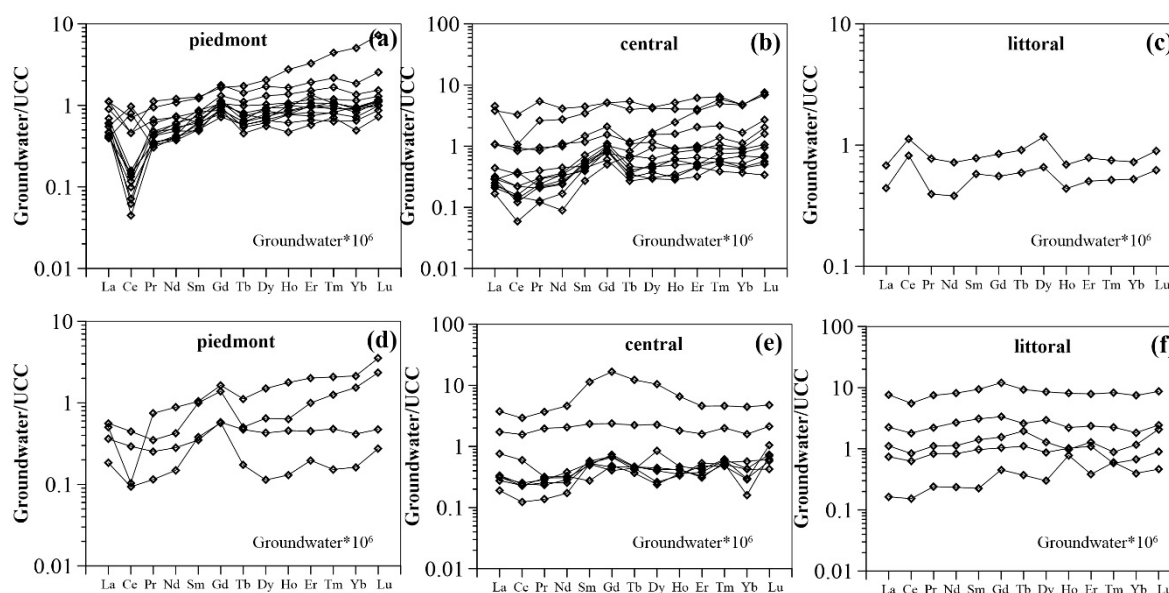 piedmont (a)
Groundwater/UCC
10
1
0.1
0.01
Groundwater*10⁶
La Ce Pr Nd Sm Gd Tb Dy Ho Er Tm Yb Lu
central (b)
Groundwater/UCC
100
10
1
0.1
0.01
Groundwater*10⁶
La Ce Pr Nd Sm Gd Tb Dy Ho Er Tm Yb Lu
littoral (c)
Groundwater/UCC
10
1
0.1
Groundwater*10⁶
La Ce Pr Nd Sm Gd Tb Dy Ho Er Tm Yb Lu
piedmont (d)
Groundwater/UCC
10
1
0.1
0.01
Groundwater*10⁶
La Ce Pr Nd Sm Gd Tb Dy Ho Er Tm Yb Lu
central (e)
Groundwater/UCC
100
10
1
0.1
0.01
Groundwater*10⁶
La Ce Pr Nd Sm Gd Tb Dy Ho Er Tm Yb Lu
littoral (f)
Groundwater/UCC
100
10
1
0.1
0.01
Groundwater*10⁶
La Ce Pr Nd Sm Gd Tb Dy Ho Er Tm Yb Lu